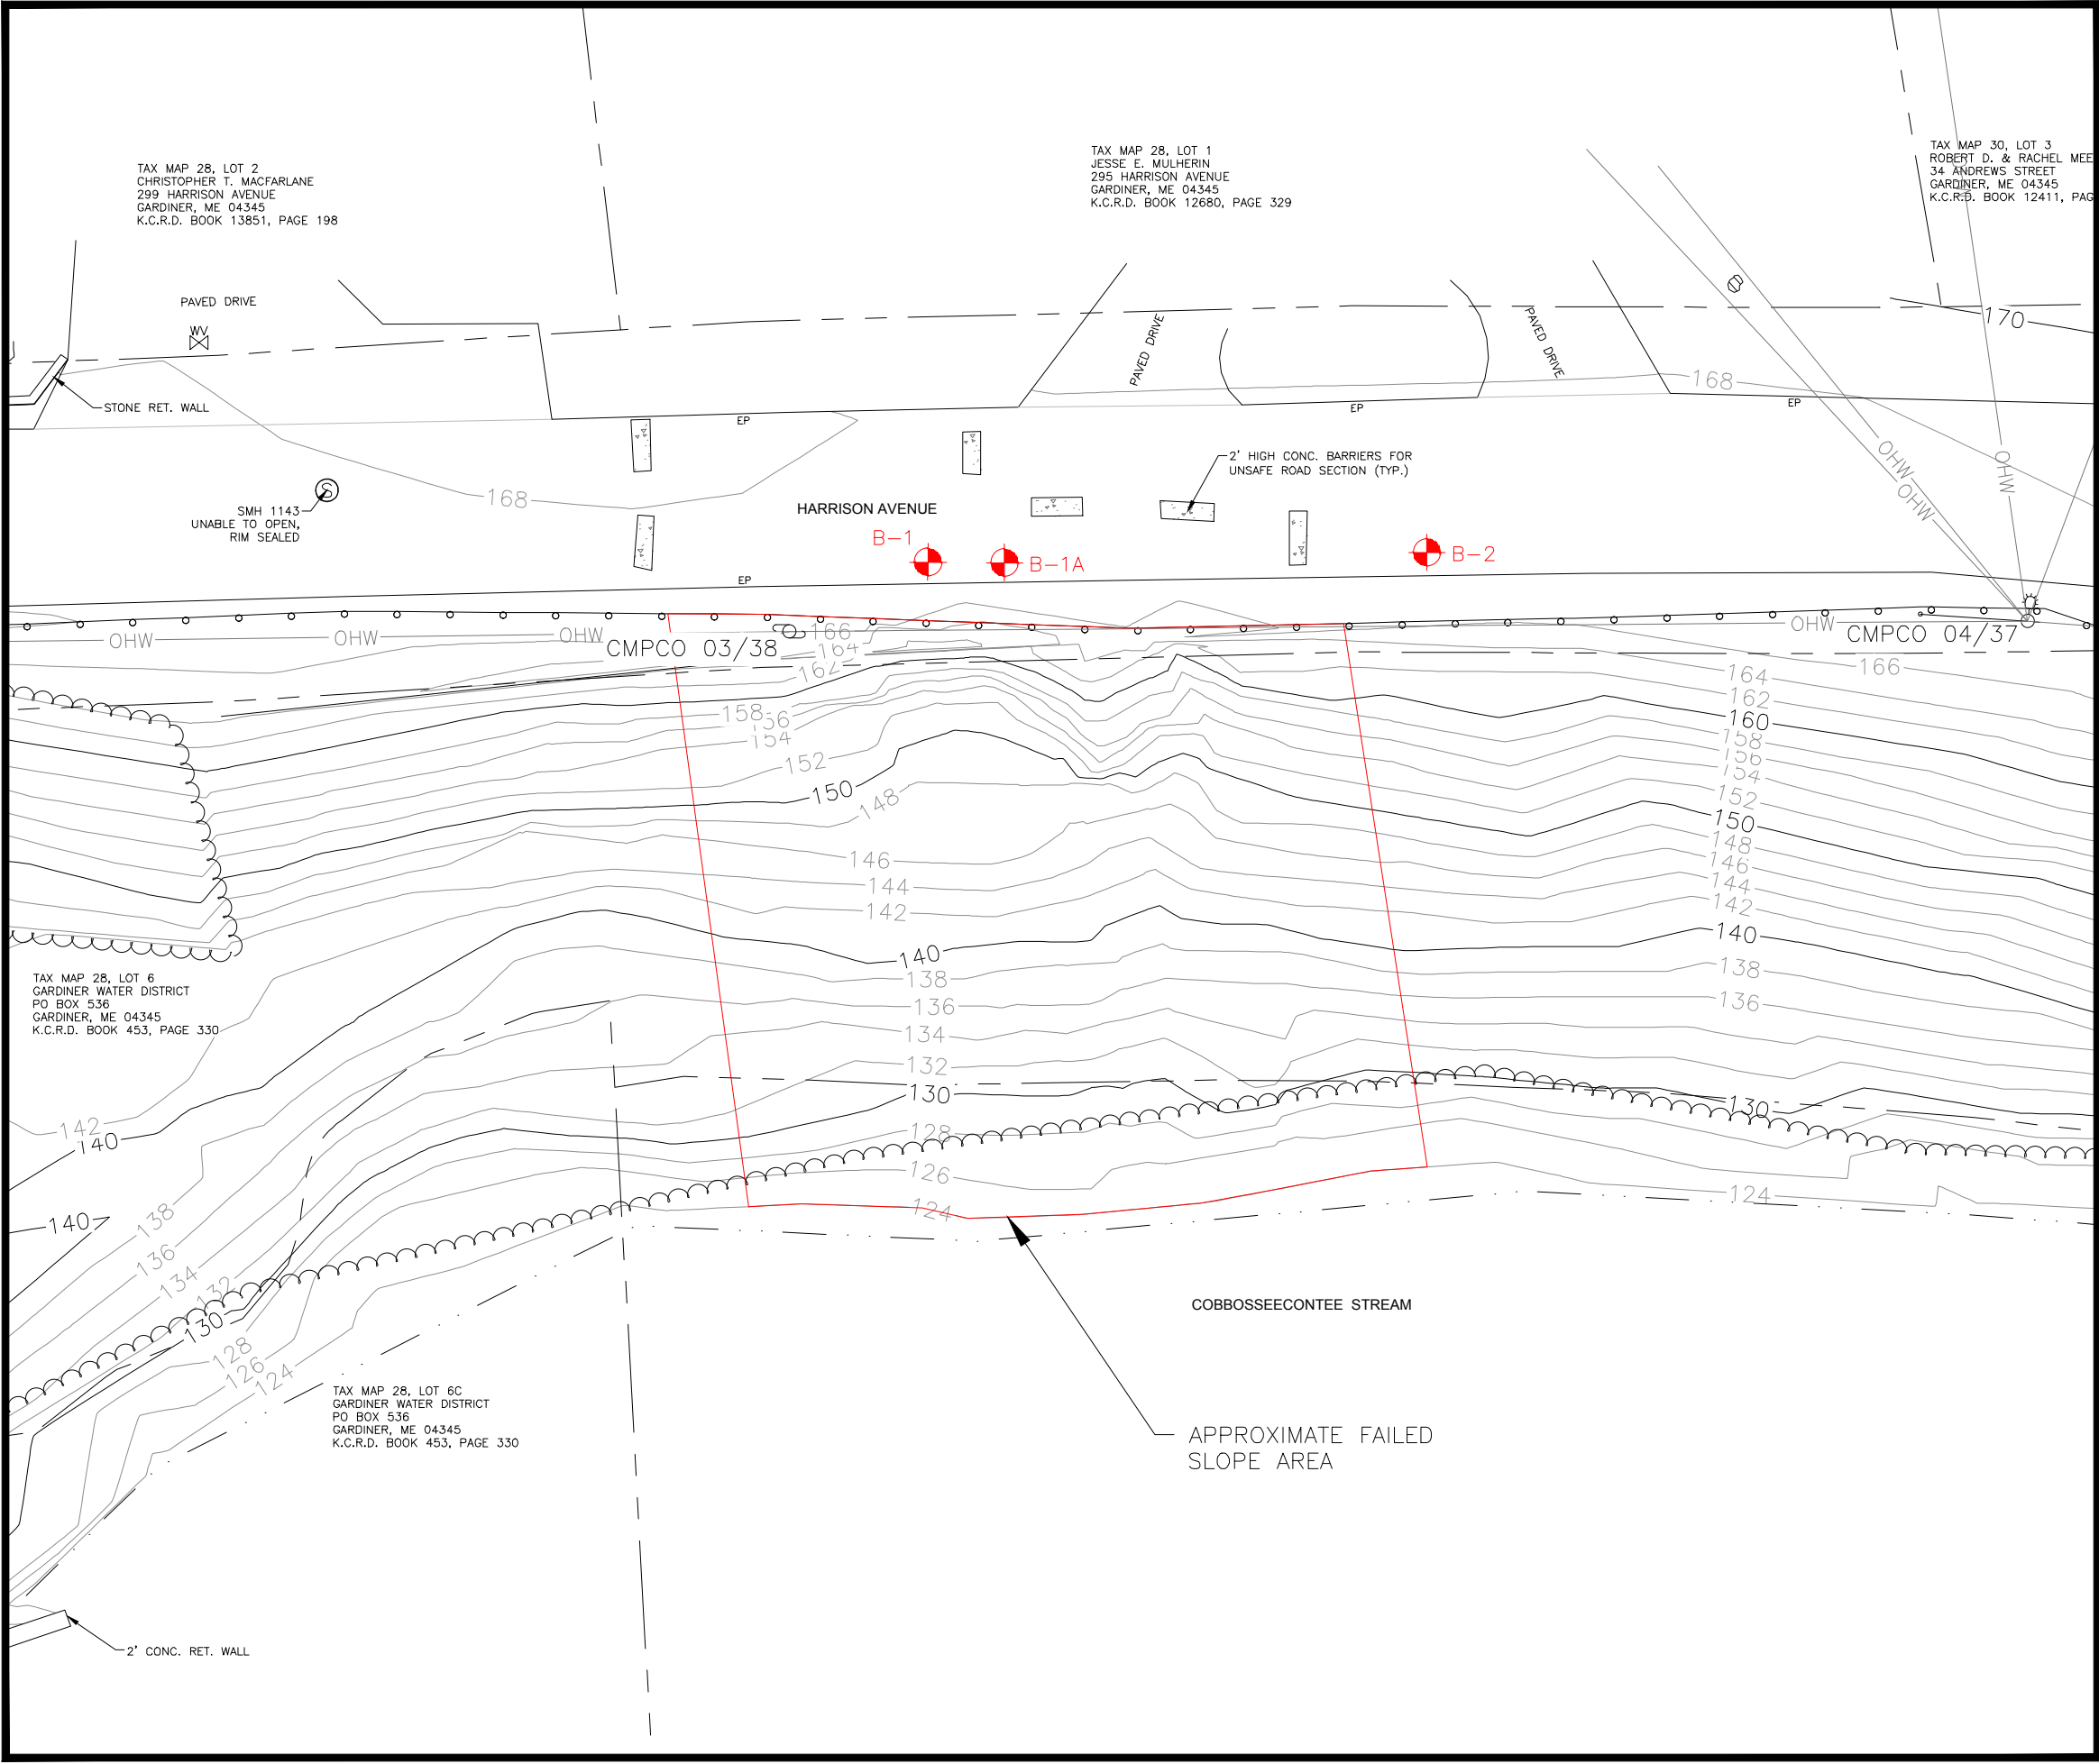 TAX MAP 28, LOT 2
CHRISTOPHER T. MACFARLANE
299 HARRISON AVENUE
GARDINER, ME 04345
K.C.R.D. BOOK 13851, PAGE 198
TAX MAP 28, LOT 1
JESSE E. MULHERIN
295 HARRISON AVENUE
GARDINER, ME 04345
K.C.R.D. BOOK 12680, PAGE 329
TAX MAP 30, LOT 3
ROBERT D. & RACHEL MEE
34 ANDREWS STREET
GARDINER, ME 04345
K.C.R.D. BOOK 12411, PAG
PAVED DRIVE
WV
PAVED DRIVE
PAVED DRIVE
170
168
STONE RET. WALL
EP
EP
EP
2' HIGH CONC. BARRIERS FOR
UNSAFE ROAD SECTION (TYP.)
OHW
OHW
OHW
168
S
SMH 1143
UNABLE TO OPEN,
RIM SEALED
HARRISON AVENUE
B-1
B-1A
B-2
EP
OHW
OHW
OHW
CMPCO 03/38
166
164
162
OHW
CMPCO 04/37
166
164
162
160
158
156
154
152
150
148
146
144
142
140
138
136
158
156
154
152
150
148
146
144
142
140
138
136
134
132
130
128
126
124
130
124
TAX MAP 28, LOT 6
GARDINER WATER DISTRICT
PO BOX 536
GARDINER, ME 04345
K.C.R.D. BOOK 453, PAGE 330
142
140
140
138
136
134
132
130
128
126
124
COBBOSSEECONTEE STREAM
TAX MAP 28, LOT 6C
GARDINER WATER DISTRICT
PO BOX 536
GARDINER, ME 04345
K.C.R.D. BOOK 453, PAGE 330
APPROXIMATE FAILED
SLOPE AREA
2' CONC. RET. WALL